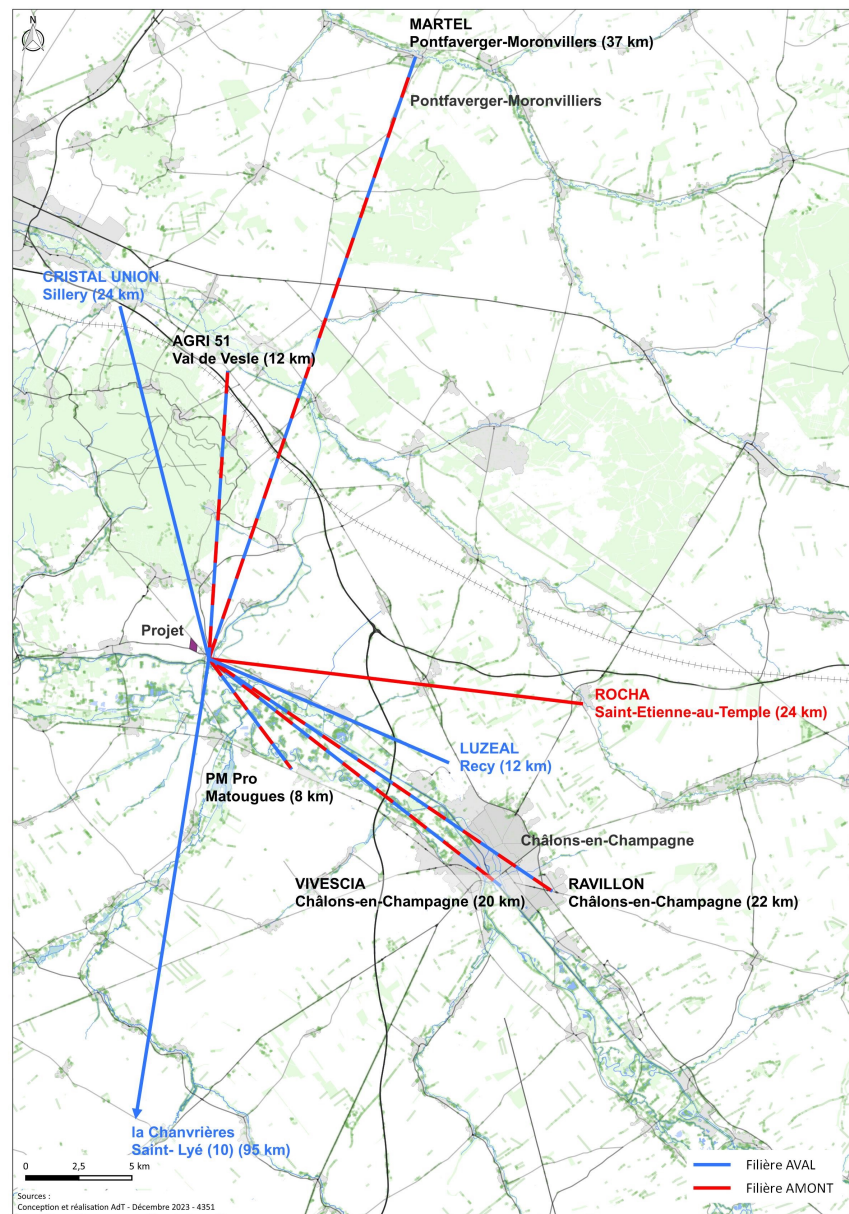 N
MARTEL
Pontfaverger-Moronvillers (37 km)
Pontfaverger-Moronvilliers
CRISTAL UNION
Sillery (24 km)
AGRI 51
Val de Vesle (12 km)
Projet
ROCHA
Saint-Etienne-au-Temple (24 km)
LUZEAL
Recy (12 km)
PM Pro
Matougues (8 km)
Châlons-en-Champagne
VIVESCIA
Châlons-en-Champagne (20 km)
RAVILLON
Châlons-en-Champagne (22 km)
la Chanvrières
Saint- Lyé (10) (95 km)
0 2,5 5 km
Filière AVAL
Filière AMONT
Sources :
Conception et réalisation AdT - Décembre 2023 - 4351